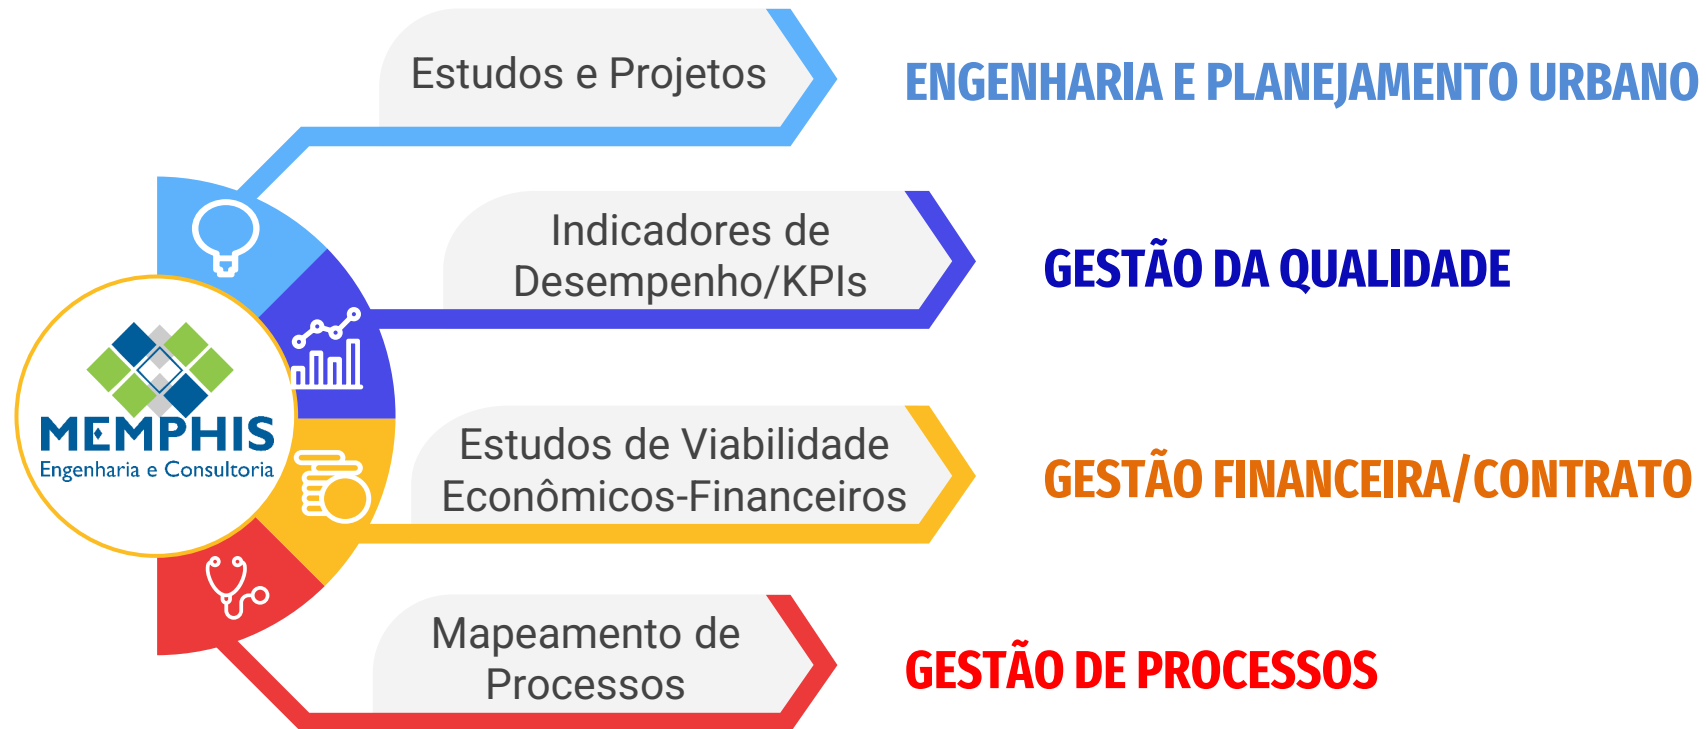 Estudos e Projetos
ENGENHARIA E PLANEJAMENTO URBANO
Indicadores de
Desempenho/KPIs
GESTÃO DA QUALIDADE
MEMPHIS
Engenharia e Consultoria
Estudos de Viabilidade
Econômicos-Financeiros
GESTÃO FINANCEIRA/CONTRATO
Mapeamento de
Processos
GESTÃO DE PROCESSOS